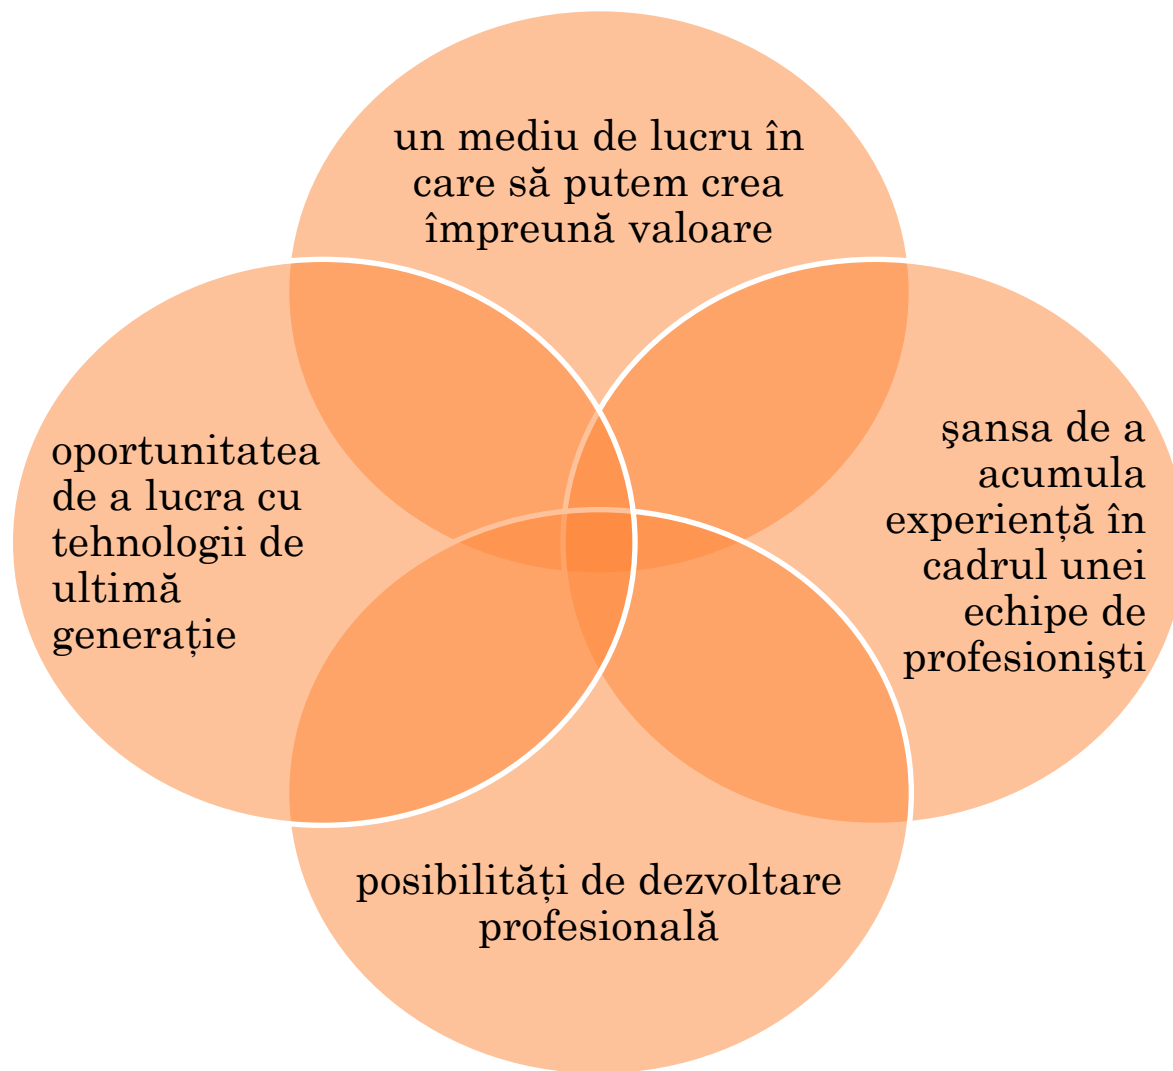 un mediu de lucru în
care să putem crea
împreună valoare
oportunitatea
de a lucra cu
tehnologii de
ultimă
generație
şansa de a
acumula
experiență în
cadrul unei
echipe de
profesionişti
posibilități de dezvoltare
profesională